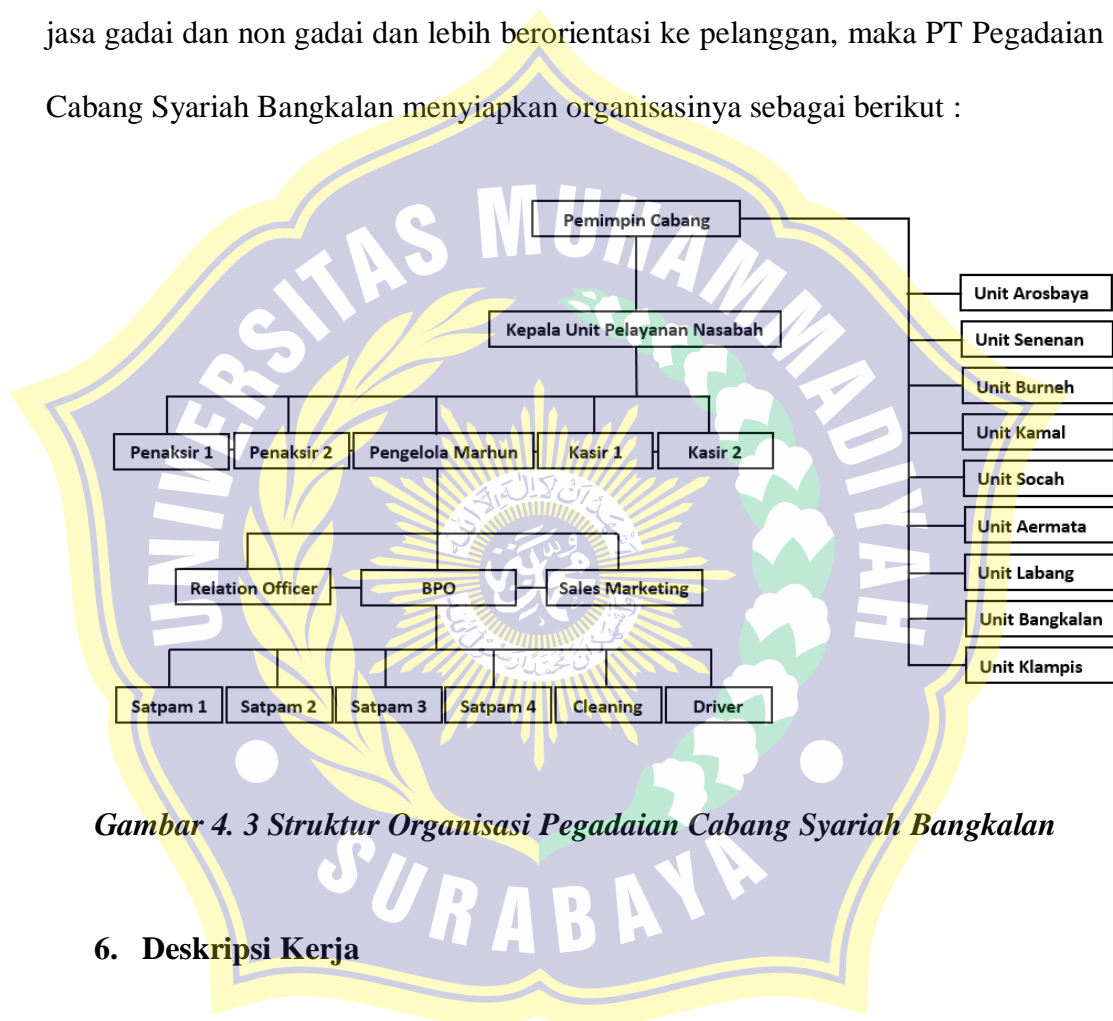 jasa gadai dan non gadai dan lebih berorientasi ke pelanggan, maka PT Pegadaian
Cabang Syariah Bangkalan menyiapkan organisasinya sebagai berikut :
UNIVERSITAS MUHAMMADIYAH
Pemimpin Cabang
Unit Arosbaya
Kepala Unit Pelayanan Nasabah
Unit Senenan
Unit Burneh
Unit Kamal
Penaksir 1
Penaksir 2
Pengelola Marhun
Kasir 1
Kasir 2
Unit Socah
Unit Aermata
Unit Labang
Relation Officer
BPO
Sales Marketing
Unit Bangkalan
Unit Klampis
Satpam 1
Satpam 2
Satpam 3
Satpam 4
Cleaning
Driver
Gambar 4. 3 Struktur Organisasi Pegadaian Cabang Syariah Bangkalan
SURABAYA
6. Deskripsi Kerja